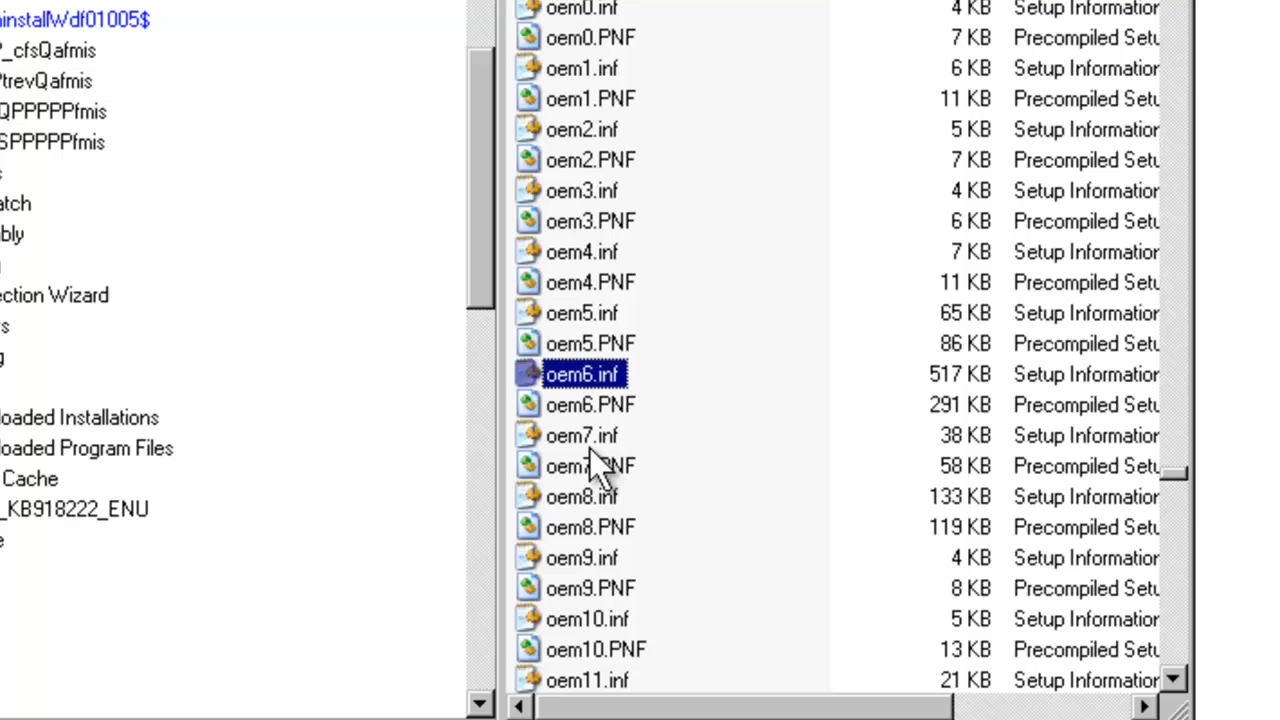 ninstallWdf01005$
_cfsQafmis
trevQafmis
QPPPPPfmis
SPPPPPfmis
s
atch
bly
ection Wizard
rs
g
loaded Installations
loaded Program Files
Cache
_KB918222_ENU
e
oem0.inf 4 KB Setup Information
oem0.PNF 7 KB Precompiled Setu
oem1.inf 6 KB Setup Information
oem1.PNF 11 KB Precompiled Setu
oem2.inf 5 KB Setup Information
oem2.PNF 7 KB Precompiled Setu
oem3.inf 4 KB Setup Information
oem3.PNF 6 KB Precompiled Setu
oem4.inf 7 KB Setup Information
oem4.PNF 11 KB Precompiled Setu
oem5.inf 65 KB Setup Information
oem5.PNF 86 KB Precompiled Setu
oem6.inf 517 KB Setup Information
oem6.PNF 291 KB Precompiled Setu
oem7.inf 38 KB Setup Information
oem7.PNF 58 KB Precompiled Setu
oem8.inf 133 KB Setup Information
oem8.PNF 119 KB Precompiled Setu
oem9.inf 4 KB Setup Information
oem9.PNF 8 KB Precompiled Setu
oem10.inf 5 KB Setup Information
oem10.PNF 13 KB Precompiled Setu
oem11.inf 21 KB Setup Information